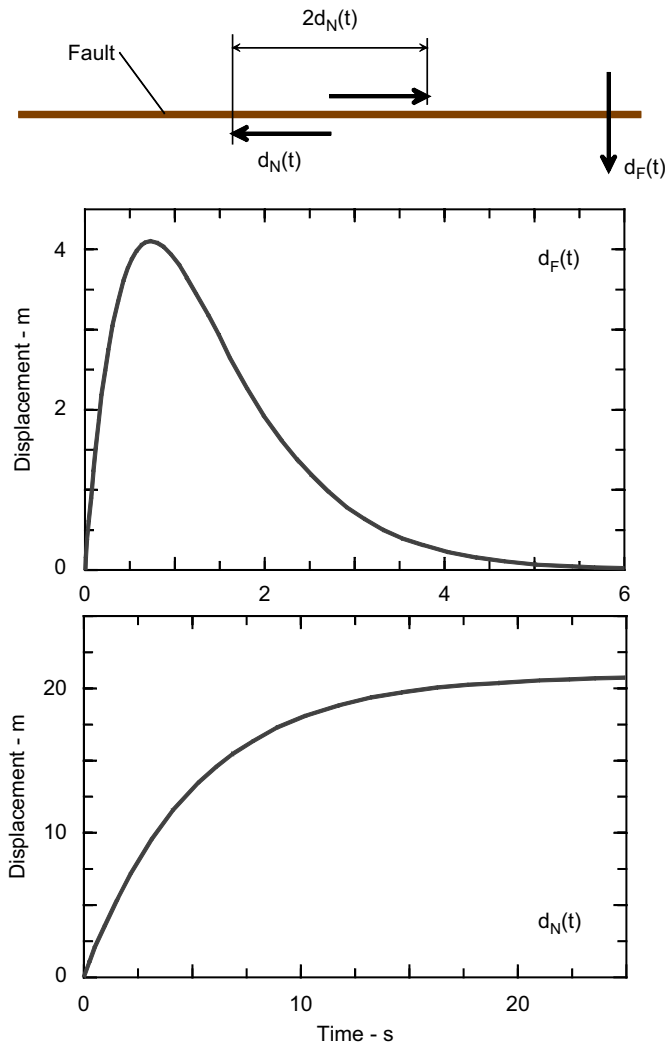 2dN(t)
Fault
dN(t)
dF(t)
4
dF(t)
Displacement - m
2
0
0 2 4 6
20
Displacement - m
10
dN(t)
0
0 10 20
Time - s